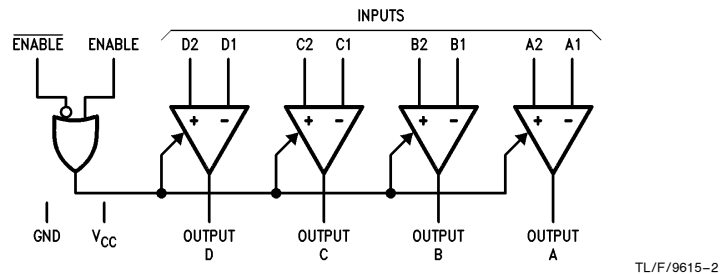 INPUTS
ENABLE ENABLE D2 D1 C2 C1 B2 B1 A2 A1
+ − + − + − + −
GND VCC OUTPUT D OUTPUT C OUTPUT B OUTPUT A
TL/F/9615–2